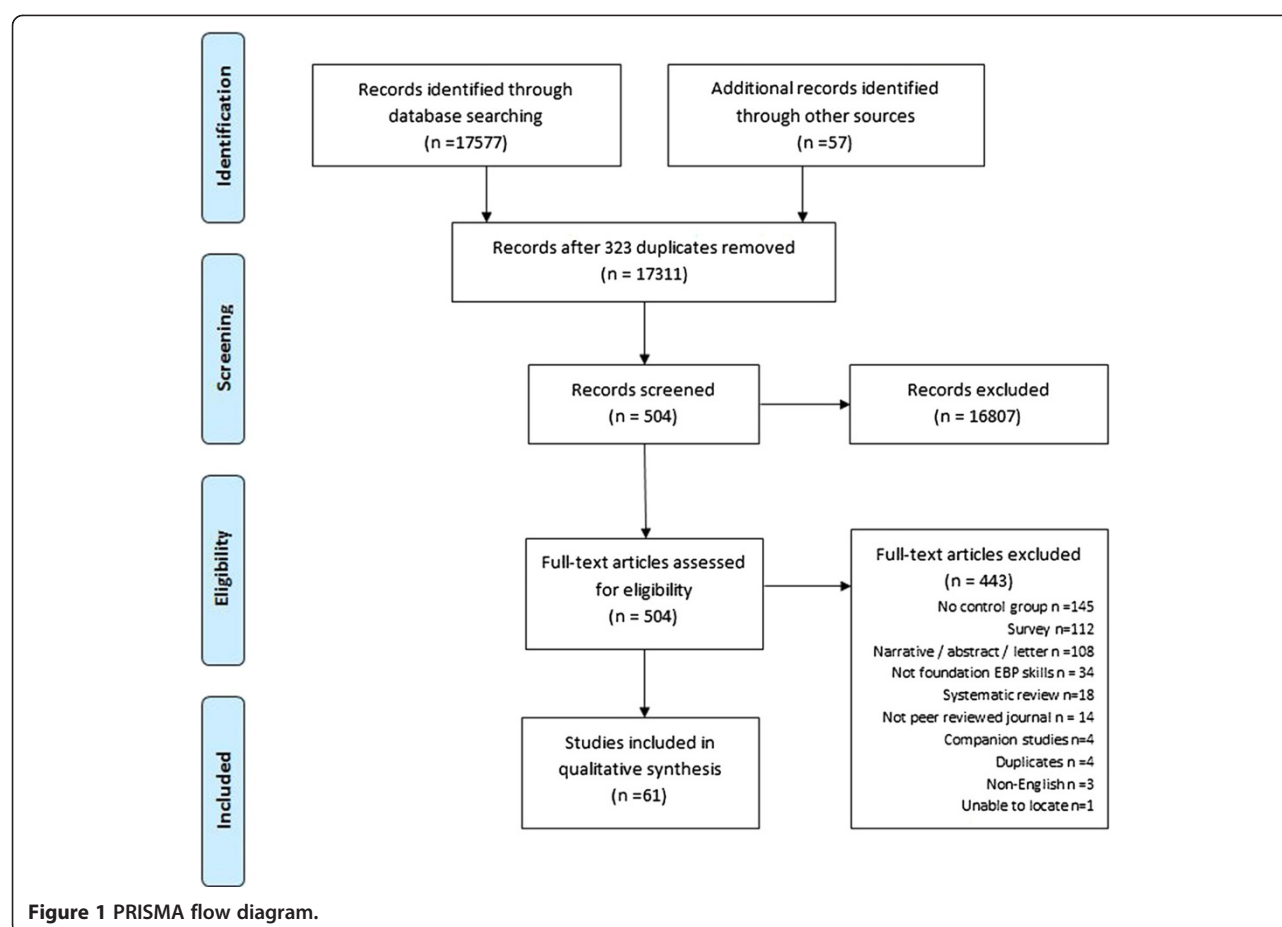 Identification
Records identified through
database searching
(n =17577)
Additional records identified
through other sources
(n =57)
Records after 323 duplicates removed
(n = 17311)
Screening
Records screened
(n = 504)
Records excluded
(n = 16807)
Eligibility
Full-text articles assessed
for eligibility
(n = 504)
Full-text articles excluded
(n = 443)
No control group n =145
Survey n=112
Narrative / abstract / letter n =108
Not foundation EBP skills n = 34
Systematic review n=18
Not peer reviewed journal n = 14
Companion studies n=4
Duplicates n =4
Non-English n =3
Unable to locate n=1
Included
Studies included in
qualitative synthesis
(n =61)
Figure 1 PRISMA flow diagram.